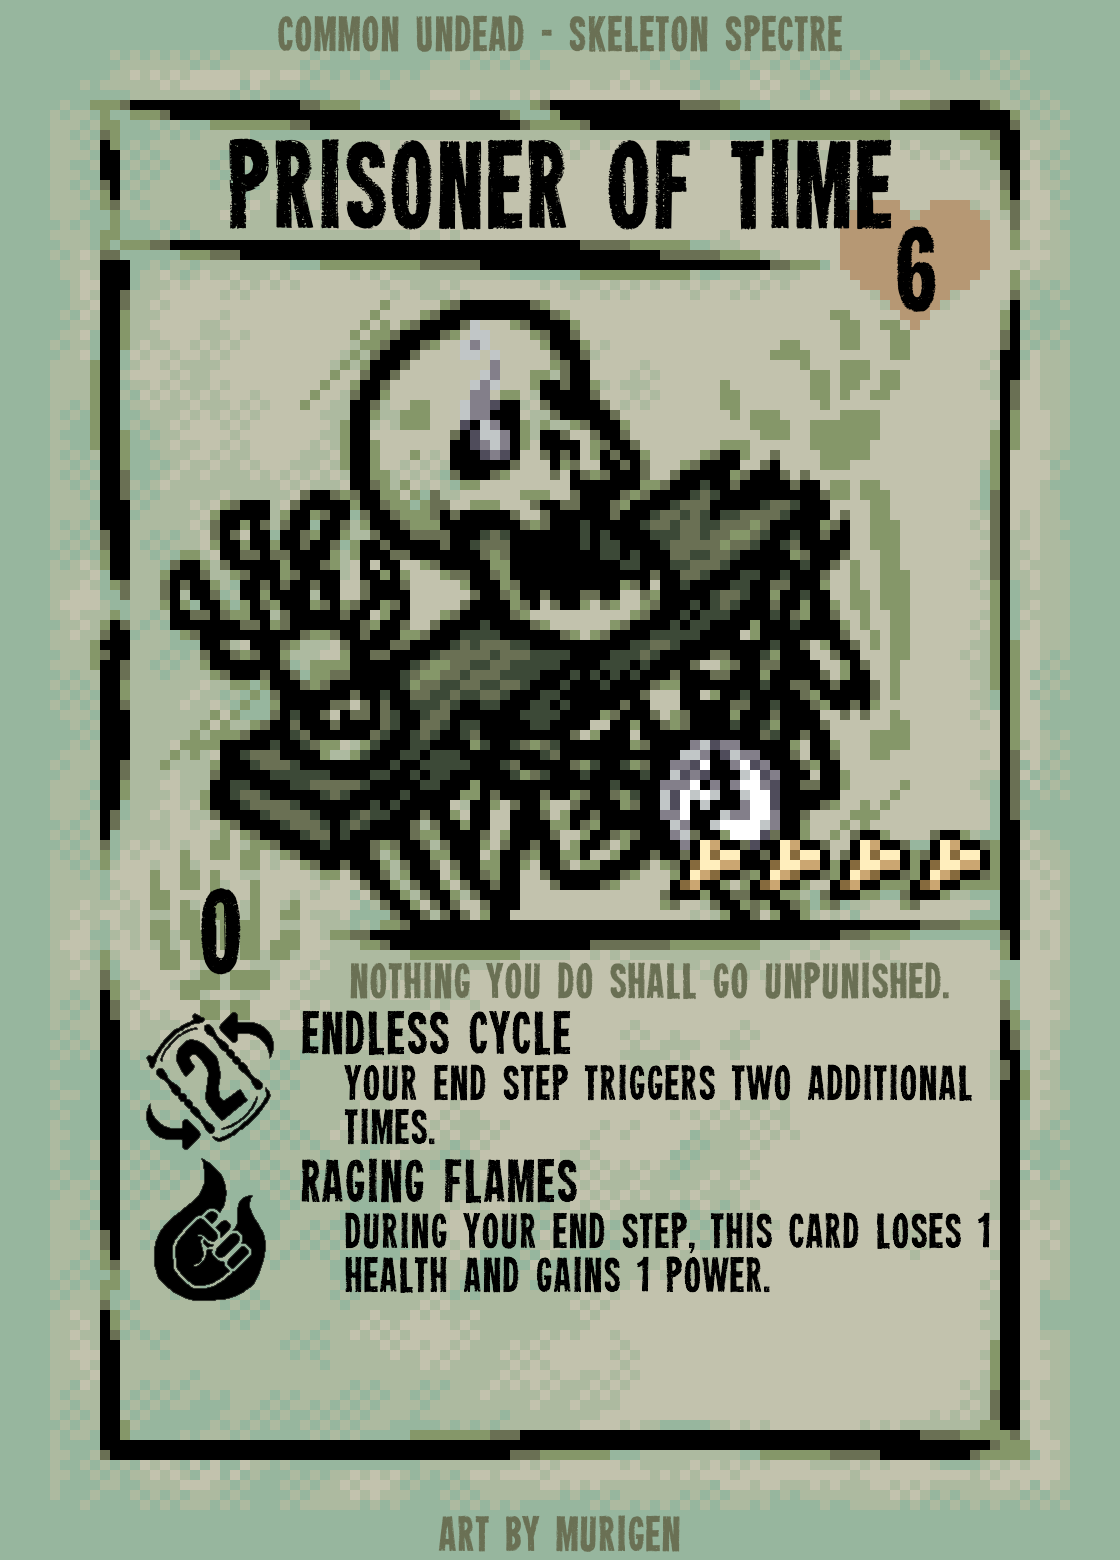 COMMON UNDEAD - SKELETON SPECTRE
PRISONER OF TIME
6
0
NOTHING YOU DO SHALL GO UNPUNISHED.
ENDLESS CYCLE
2
YOUR END STEP TRIGGERS TWO ADDITIONAL
TIMES.
RAGING FLAMES
DURING YOUR END STEP, THIS CARD LOSES 1
HEALTH AND GAINS 1 POWER.
ART BY MURIGEN